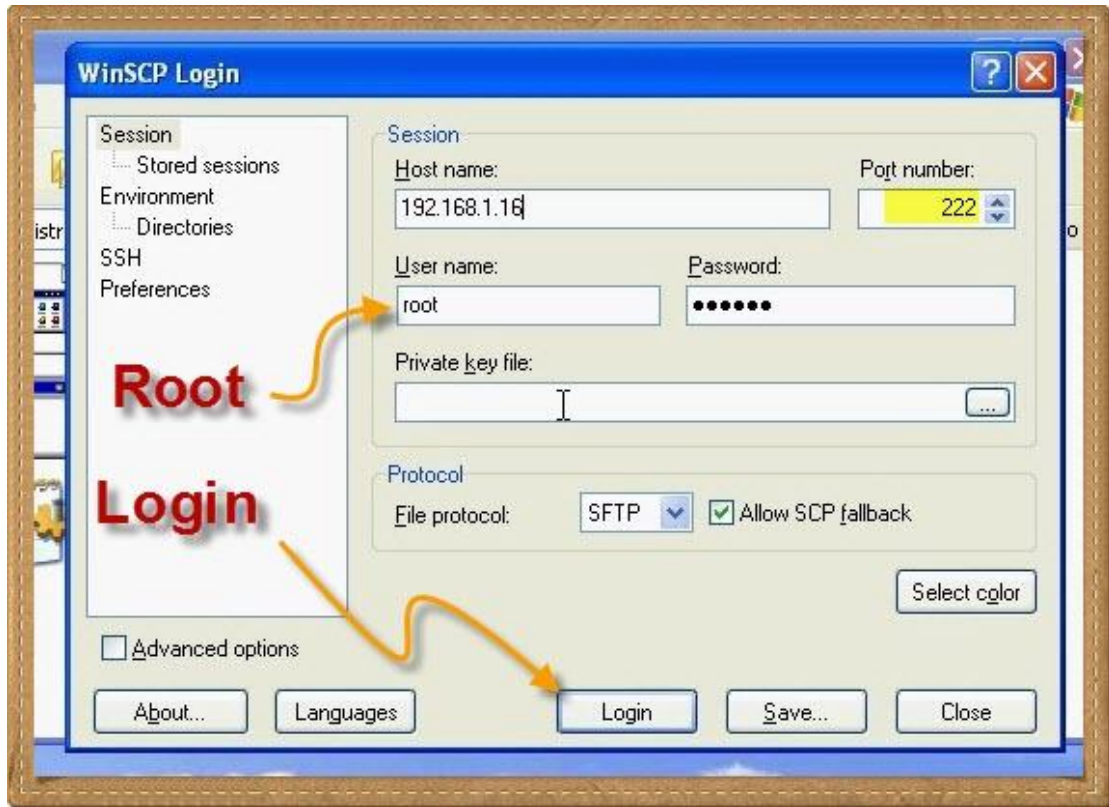 WinSCP Login
Session
Stored sessions
Environment
Directories
SSH
Preferences
Session
Host name:
Port number:
192.168.1.16
222
User name:
Password:
root
••••••
Private key file:
...
Protocol
File protocol:
SFTP
Allow SCP fallback
Select color
Advanced options
About...
Languages
Login
Save...
Close
Root
Login
istr
o